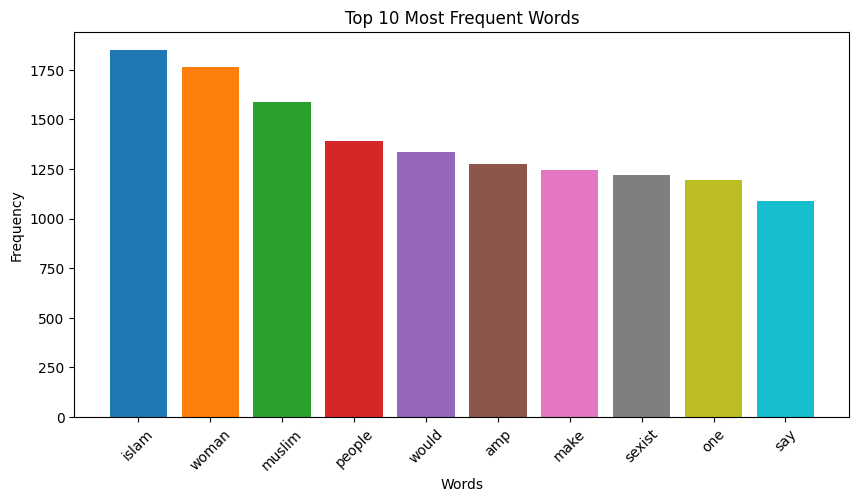 Top 10 Most Frequent Words
Frequency
1750
1500
1250
1000
750
500
250
0
islam
woman
muslim
people
would
amp
make
sexist
one
say
Words